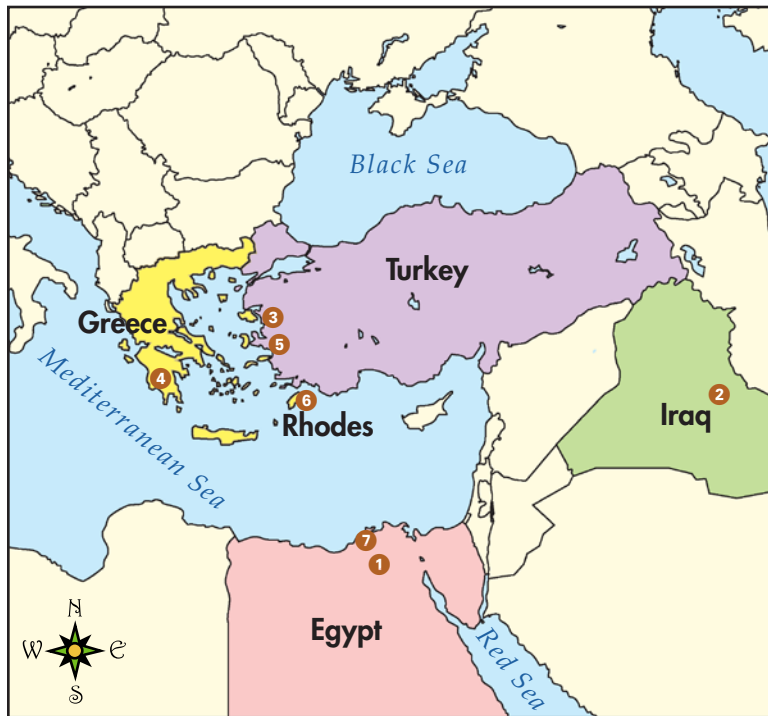 Black Sea
Turkey
3
Greece
5
4
6
2
Rhodes
Iraq
Mediterranean Sea
7
1
Egypt
N
W
E
S
Red Sea